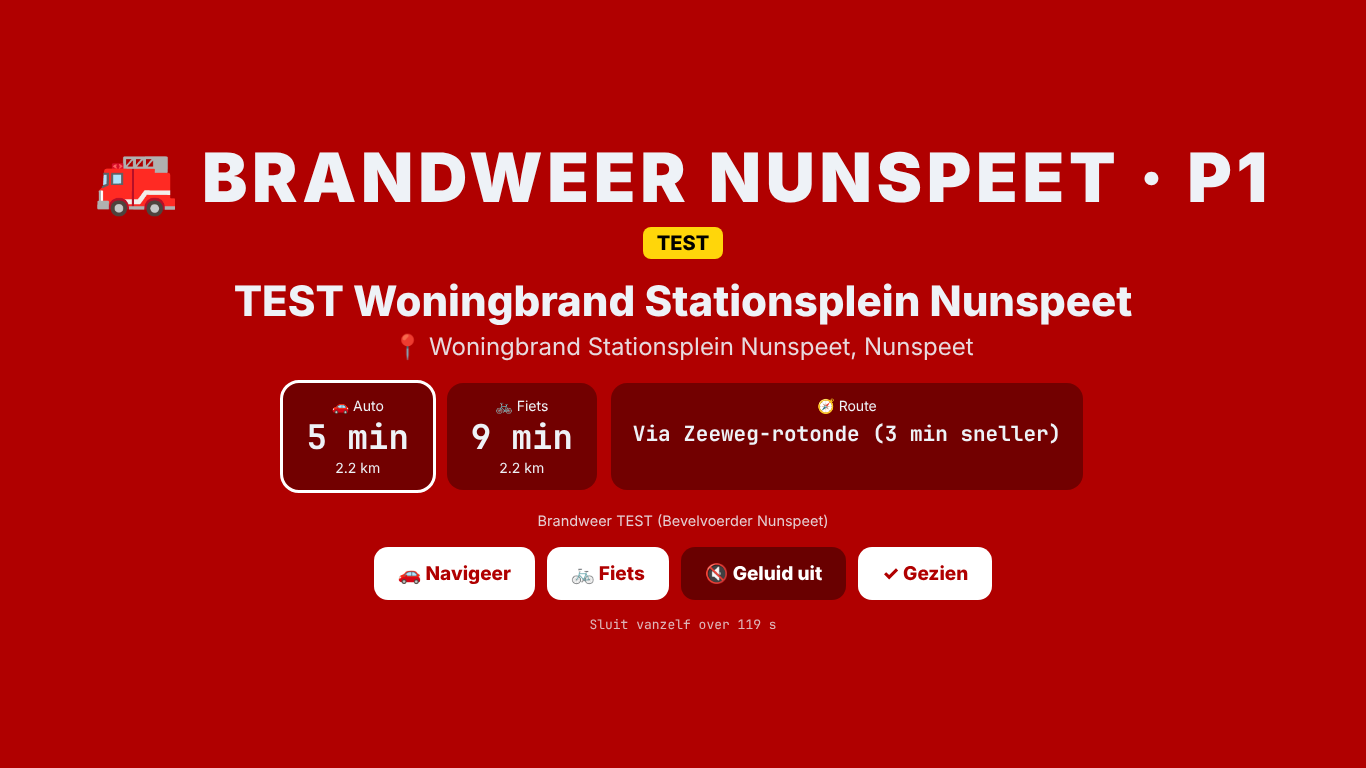 BRANDWEER NUNSPEET · P1
TEST
TEST Woningbrand Stationsplein Nunspeet
Woningbrand Stationsplein Nunspeet, Nunspeet
Auto
5 min
2.2 km
Fiets
9 min
2.2 km
Route
Via Zeeweg-rotonde (3 min sneller)
Brandweer TEST (Bevelvoerder Nunspeet)
Navigeer
Fiets
Geluid uit
✓ Gezien
Sluit vanzelf over 119 s